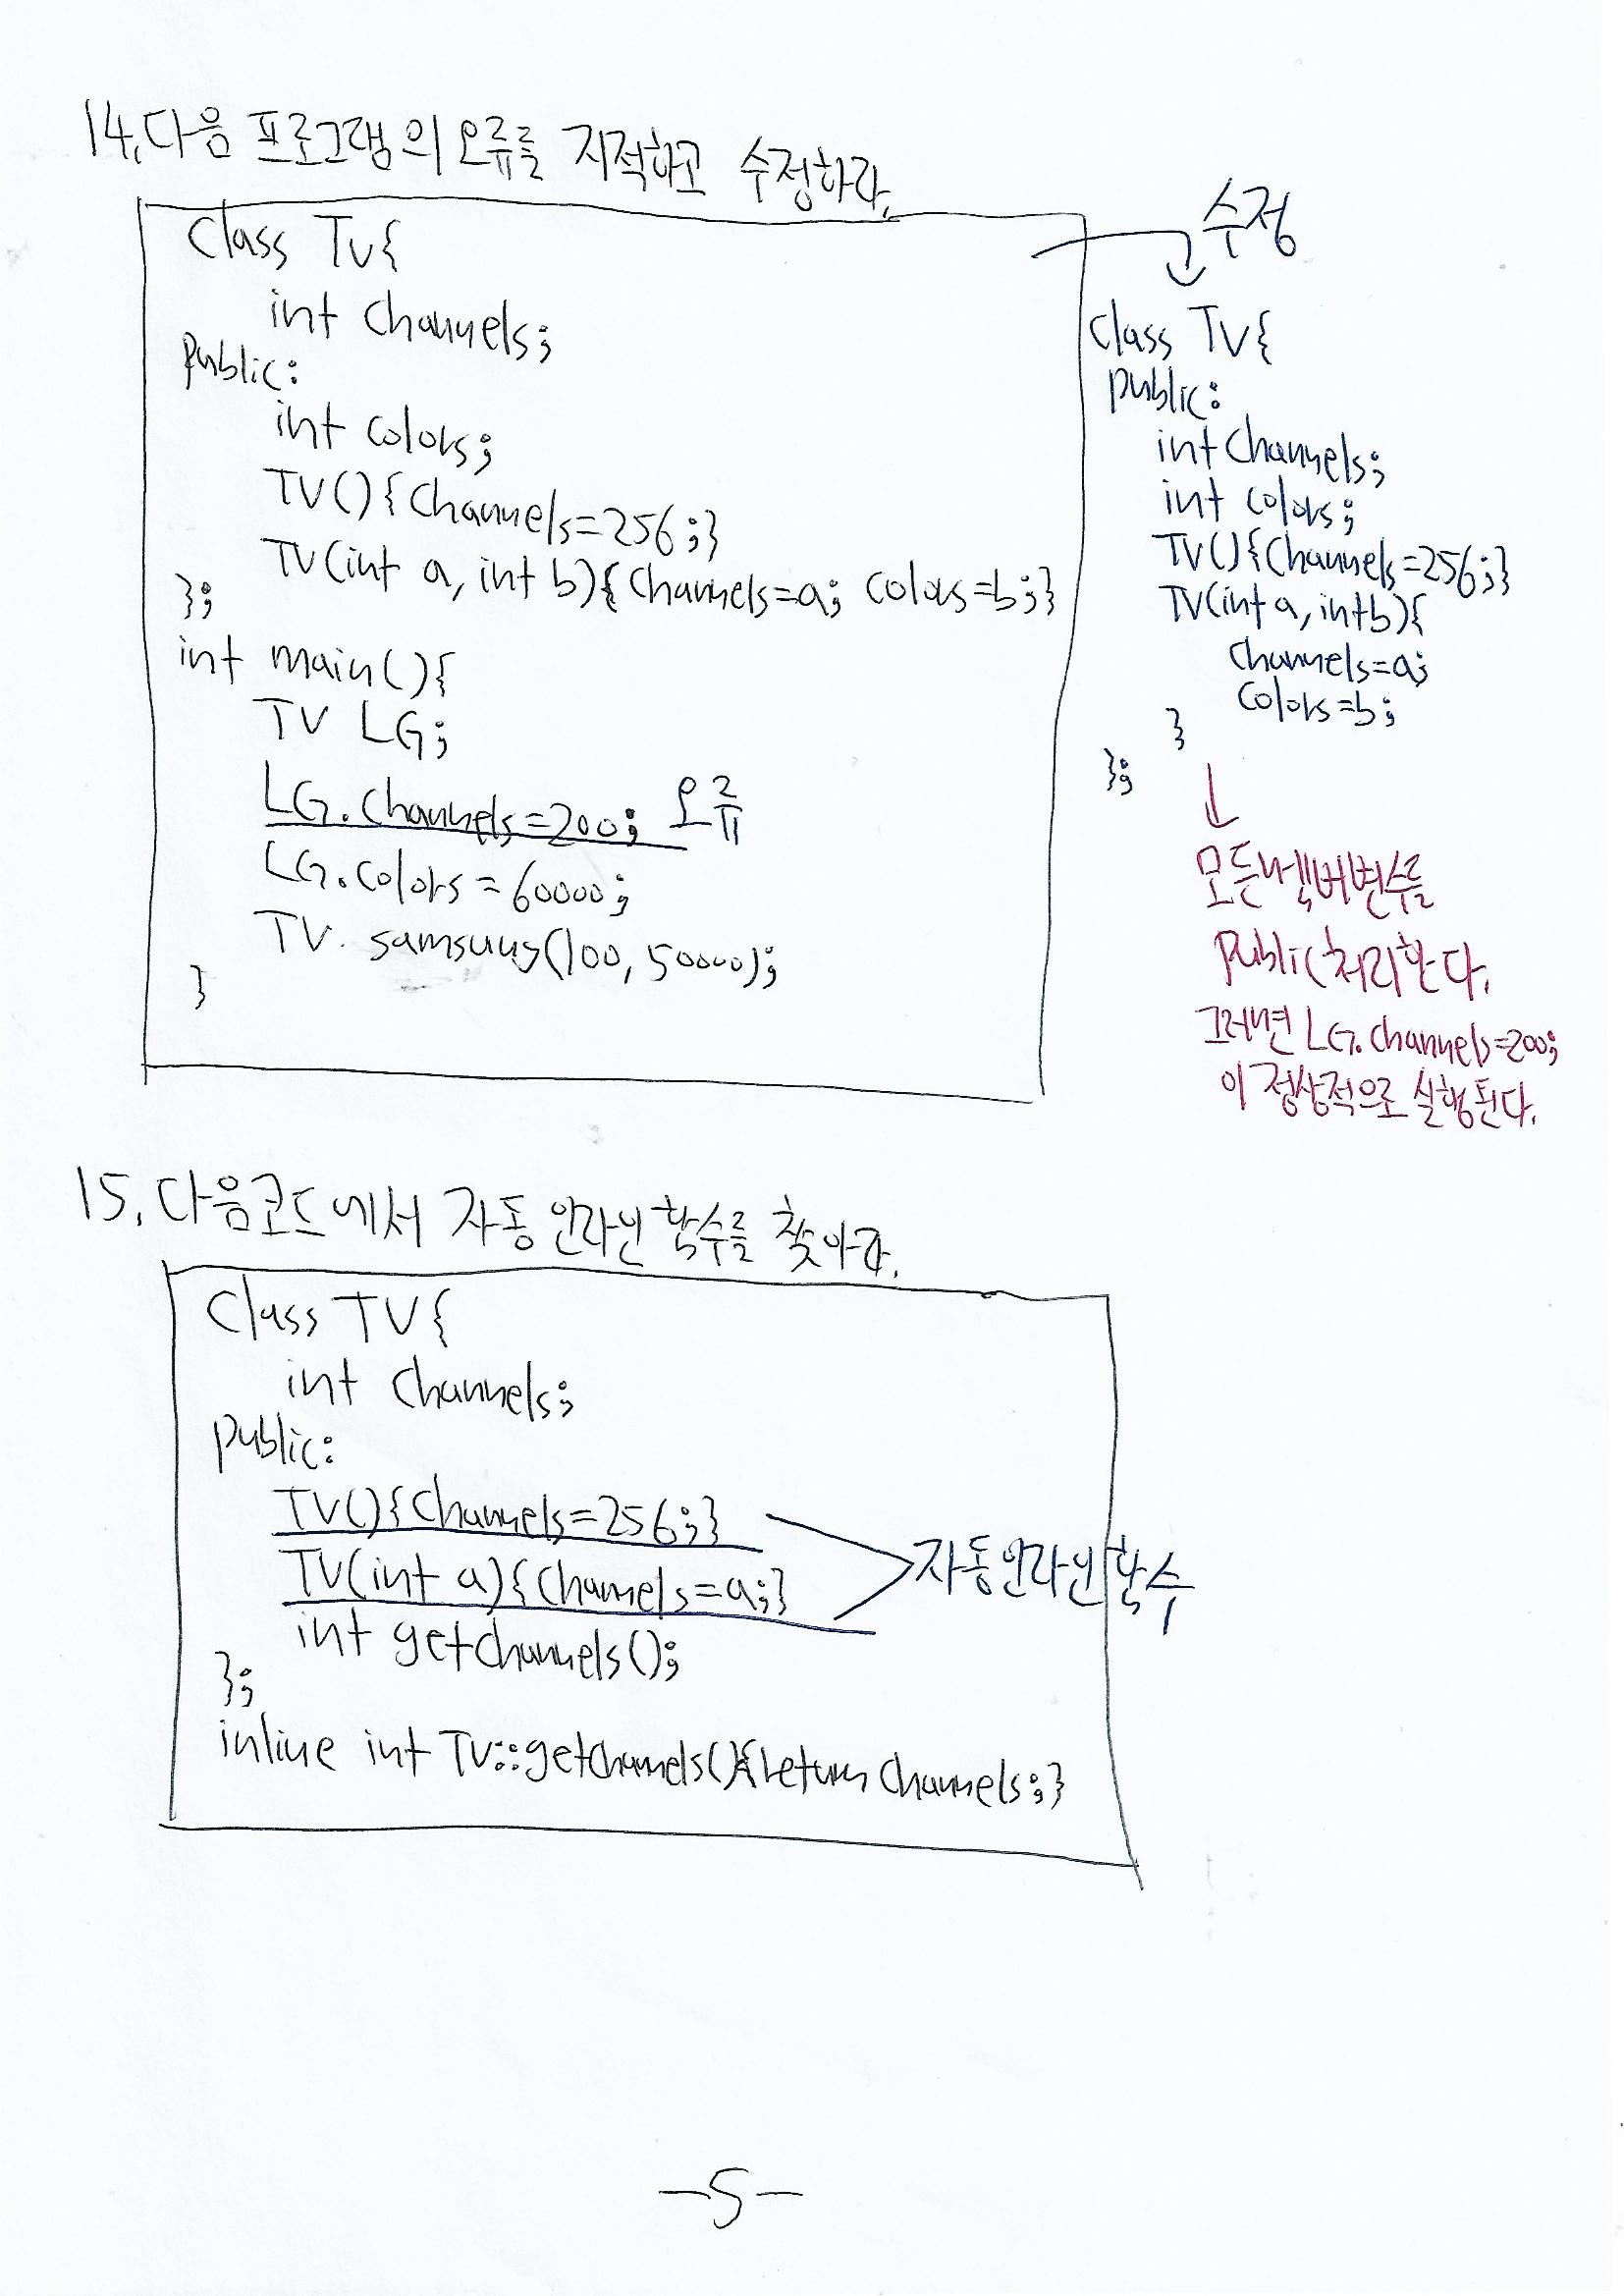 14. 다음 프로그램의 오류를 지적하고 수정하라.
class TV{
int channels;
public:
int colors;
TV(){channels=256;}
TV(int a, int b){channels=a; colors=b;}
};
int main(){
TV LG;
LG.channels=200; 오류
LG.colors=60000;
TV samsung(100, 50000);
}
수정
class TV{
public:
int channels;
int colors;
TV(){channels=256;}
TV(int a, int b){
channels=a;
colors=b;
}
};
모든 멤버변수를
public처리한다.
그러면 LG.channels=200;
이 정상적으로 실행된다.
15. 다음코드에서 자동인라인함수를 찾아라.
class TV{
int channels;
public:
TV(){channels=256;}
TV(int a){channels=a;}
자동인라인함수
int getchannels();
};
inline int TV::getchannels(){return channels;}
-5-